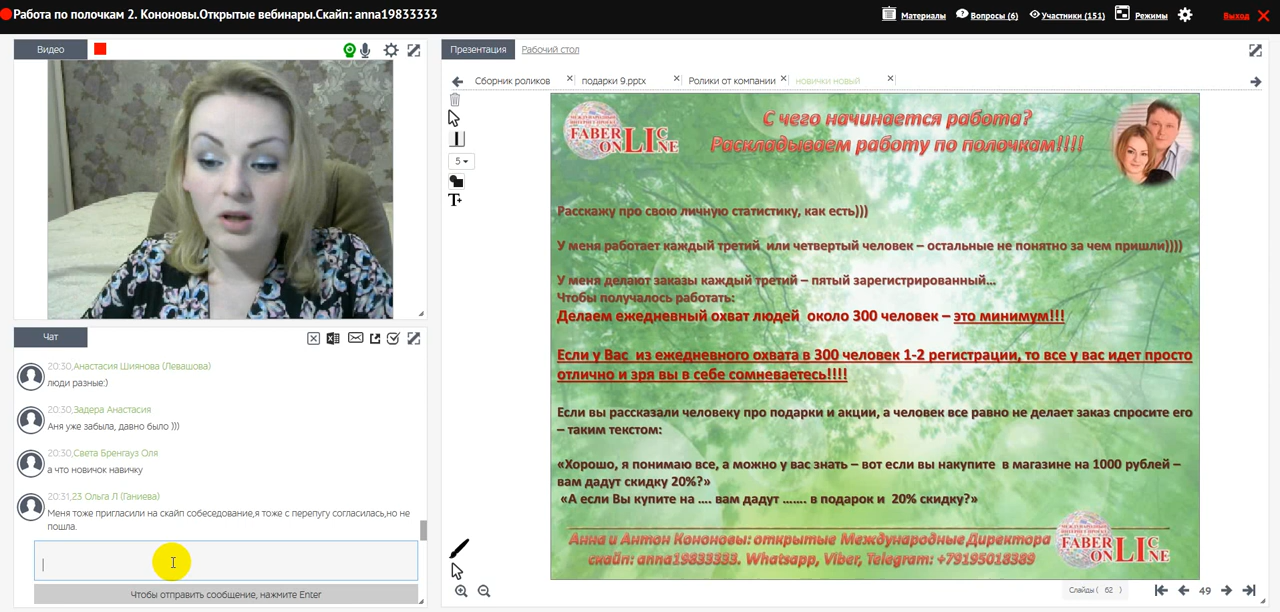 Работа по полочкам 2. Кононовы.Открытые вебинары.Скайп: anna19833333
Материалы
Вопросы (6)
Участники (151)
Режимы
Выход
Видео
Презентация
Рабочий стол
Сборник роликов
подарки 9.pptx
Ролики от компании
новички новый
5
T+
МЕЖДУНАРОДНЫЙ
ИНТЕРНЕТ ПРОЕКТ
FABERLIC
ONLINE
С чего начинается работа?
Раскладываем работу по полочкам!!!!
Расскажу про свою личную статистику, как есть)))
У меня работает каждый третий или четвертый человек – остальные не понятно за чем пришли))))
У меня делают заказы каждый третий – пятый зарегистрированный...
Чтобы получалось работать:
Делаем ежедневный охват людей около 300 человек – это минимум!!!
Если у Вас из ежедневного охвата в 300 человек 1-2 регистрации, то все у вас идет просто
отлично и зря вы в себе сомневаетесь!!!!
Если вы рассказали человеку про подарки и акции, а человек все равно не делает заказ спросите его
– таким текстом:
«Хорошо, я понимаю все, а можно у вас знать – вот если вы накупите в магазине на 1000 рублей –
вам дадут скидку 20%?»
«А если Вы купите на .... вам дадут ....... в подарок и 20% скидку?»
Анна и Антон Кононовы: открытые Международные Директора
скайп: anna19833333. Whatsapp, Viber, Telegram: +79195018389
FABERLIC
ONLINE
Слайды ( 62 )
49
Чат
20:30,Анастасия Шиянова (Левашова)
люди разные:)
20:30,Задера Анастасия
Аня уже забыла, давно было )))
20:30,Света Бренгауз Оля
а что новичок навичку
20:31,23 Ольга Л (Ганиева)
Меня тоже пригласили на скайп собеседование,я тоже с перепугу согласилась,но не
пошла.
Чтобы отправить сообщение, нажмите Enter